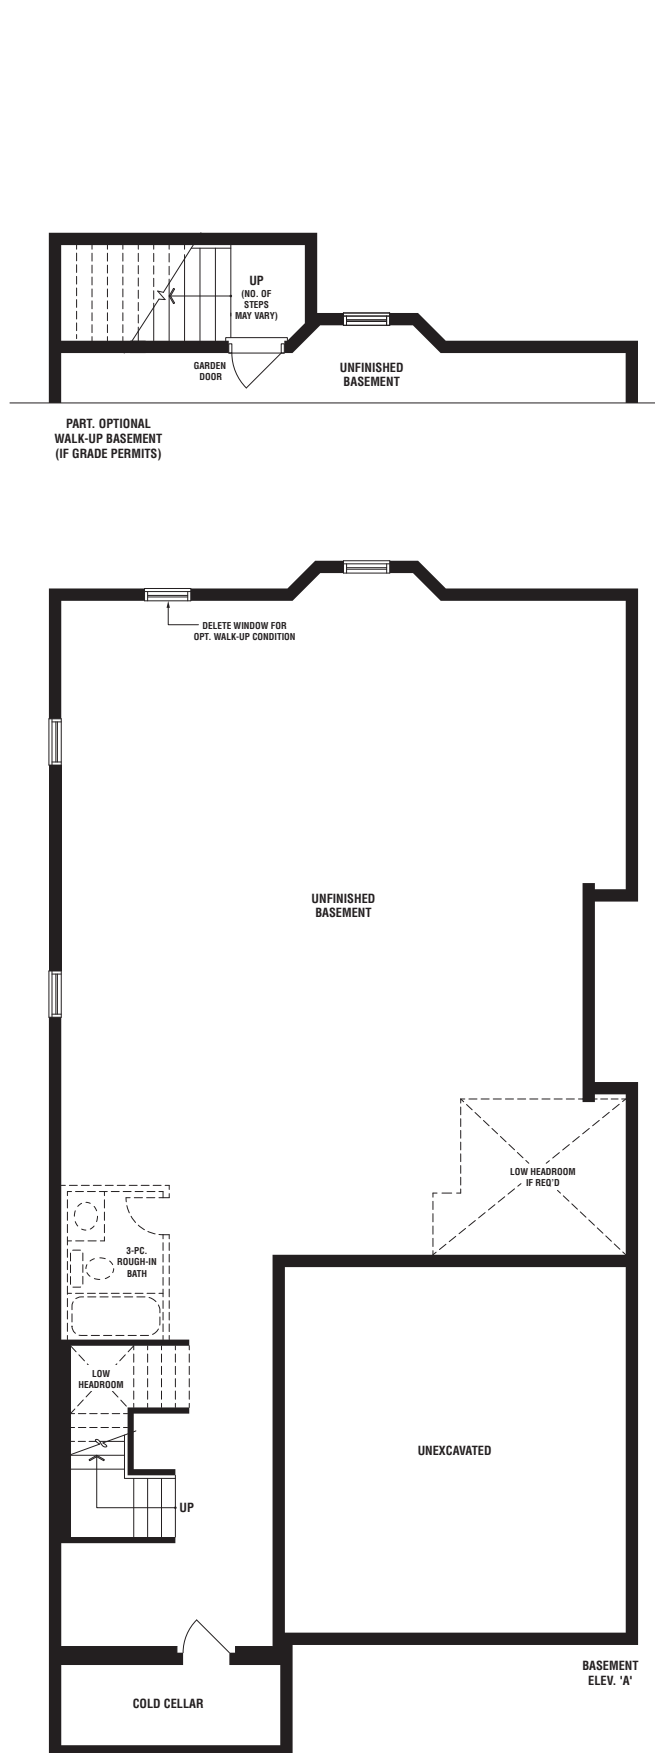 UP
(NO. OF
STEPS
MAY VARY)
GARDEN
DOOR
UNFINISHED
BASEMENT
PART. OPTIONAL
WALK-UP BASEMENT
(IF GRADE PERMITS)
DELETE WINDOW FOR
OPT. WALK-UP CONDITION
UNFINISHED
BASEMENT
LOW HEADROOM
IF REQ'D
3-PC.
ROUGH-IN
BATH
LOW
HEADROOM
UNEXCAVATED
UP
BASEMENT
ELEV. 'A'
COLD CELLAR